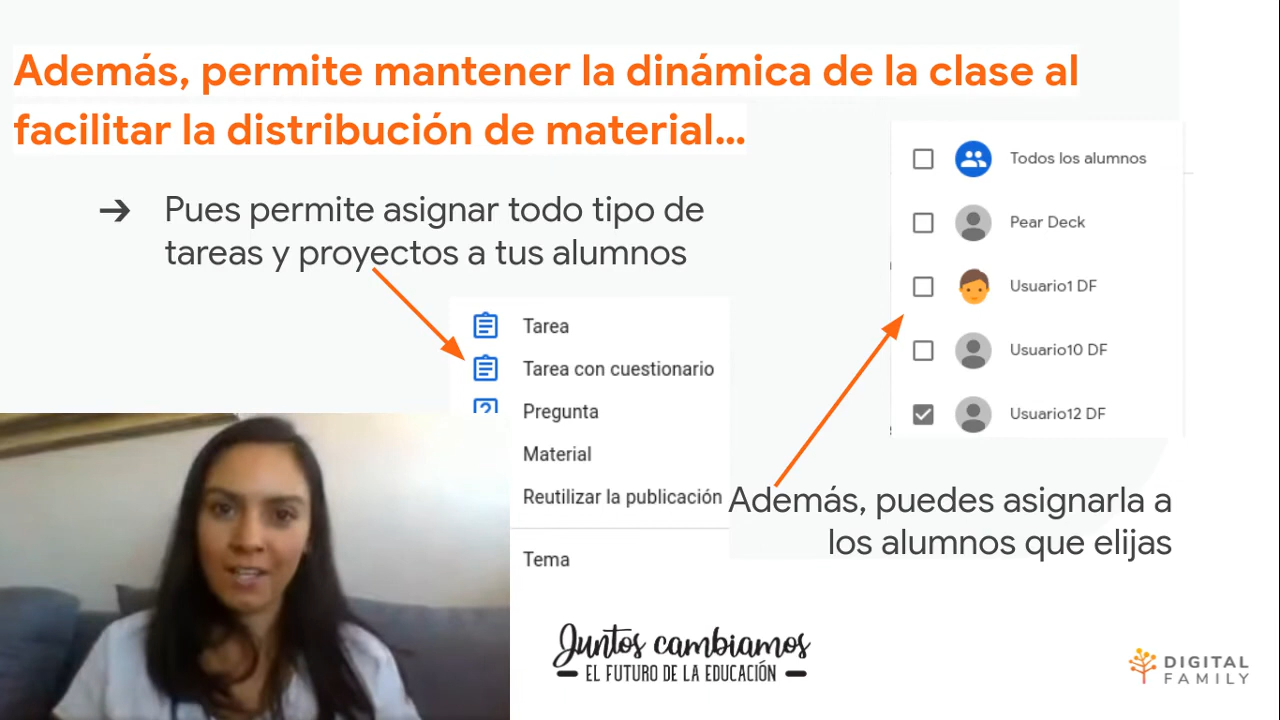 Además, permite mantener la dinámica de la clase al
facilitar la distribución de material...
➔ Pues permite asignar todo tipo de
tareas y proyectos a tus alumnos
Tarea
Tarea con cuestionario
Pregunta
Material
Reutilizar la publicación
Tema
Todos los alumnos
Pear Deck
Usuario1 DF
Usuario10 DF
Usuario12 DF
Además, puedes asignarla a
los alumnos que elijas
Juntos cambiamos
EL FUTURO DE LA EDUCACIÓN
DIGITAL
FAMILY